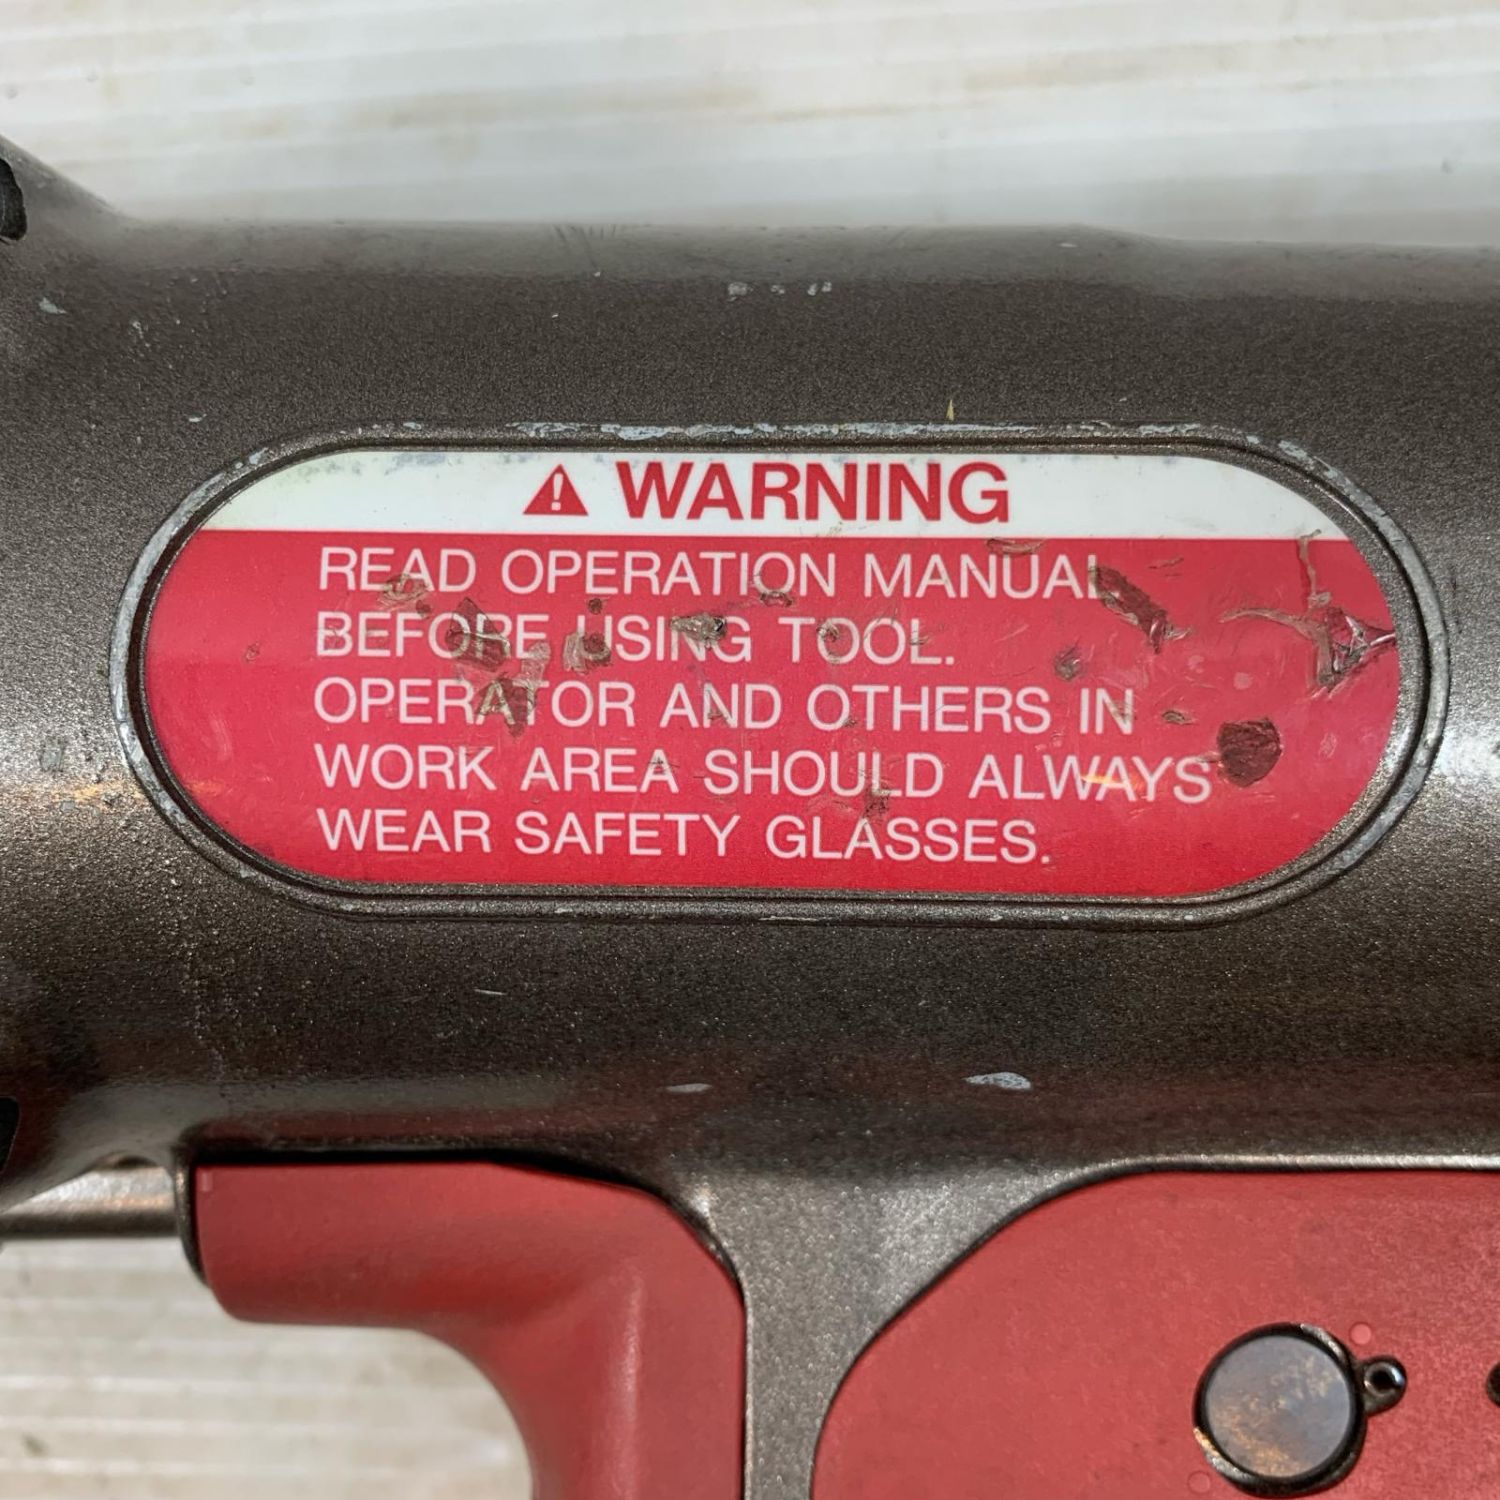 WARNING
READ OPERATION MANUAL
BEFORE USING TOOL.
OPERATOR AND OTHERS IN
WORK AREA SHOULD ALWAYS
WEAR SAFETY GLASSES.